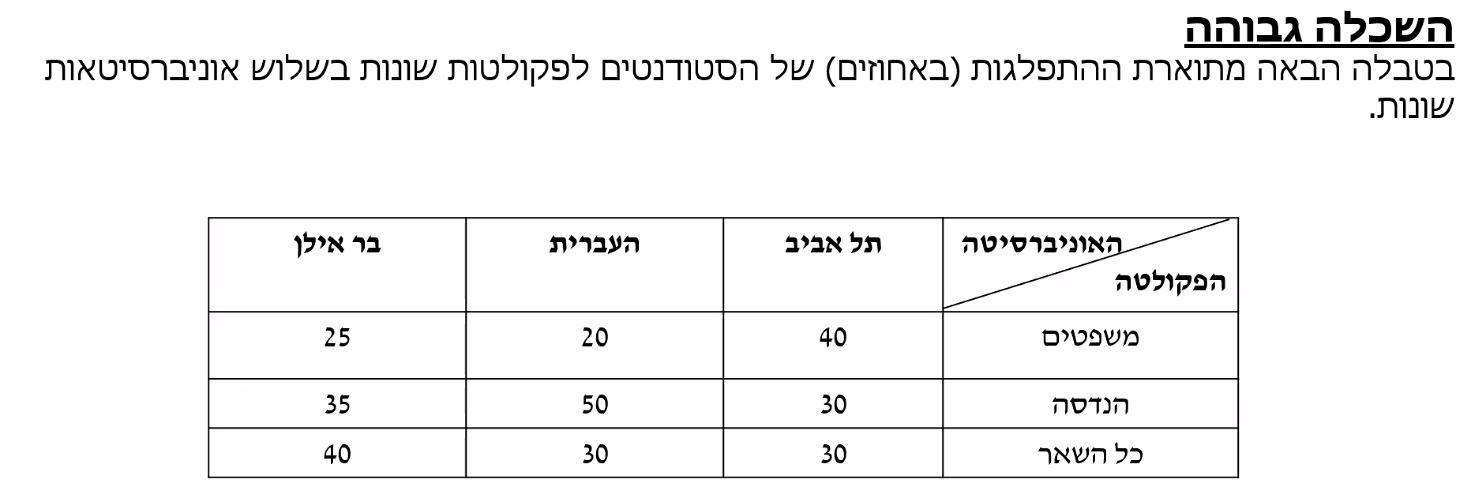 השכלה גבוהה
בטבלה הבאה מתוארת ההתפלגות (באחוזים) של הסטודנטים לפקולטות שונות בשלוש אוניברסיטאות
שונות.
האוניברסיטה תל אביב העברית בר אילן
הפקולטה
משפטים 40 20 25
הנדסה 30 50 35
כל השאר 30 30 40